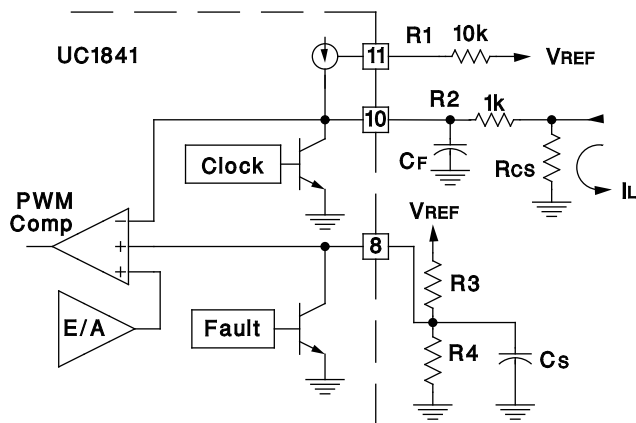 UC1841
11
R1
10k
VREF
10
R2
1k
Clock
CF
RCS
IL
PWM
Comp
−
+
+
8
VREF
R3
E/A
Fault
R4
CS